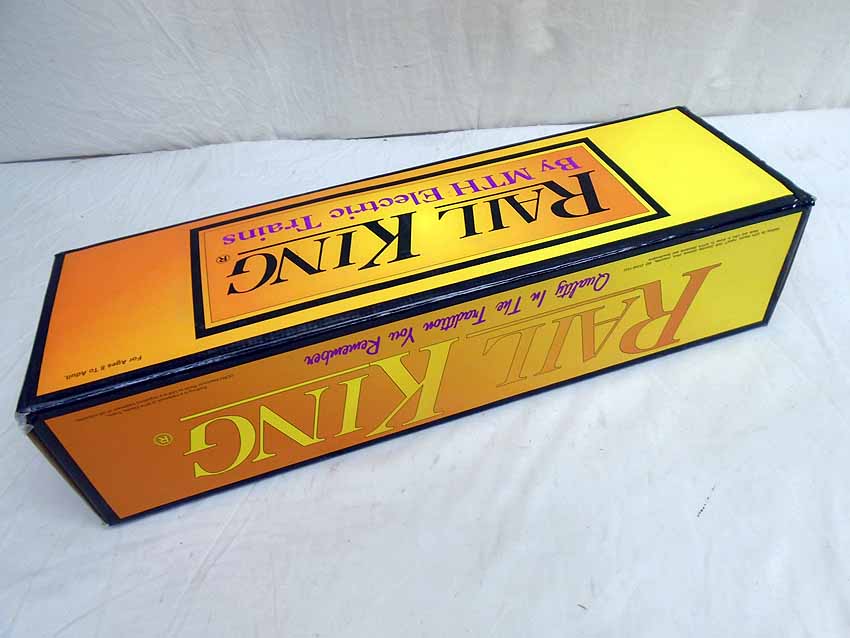 RAIL KING®
By MTH Electric Trains
For Ages 8 To Adult.
RAIL KING®
Quality In The Tradition You Remember